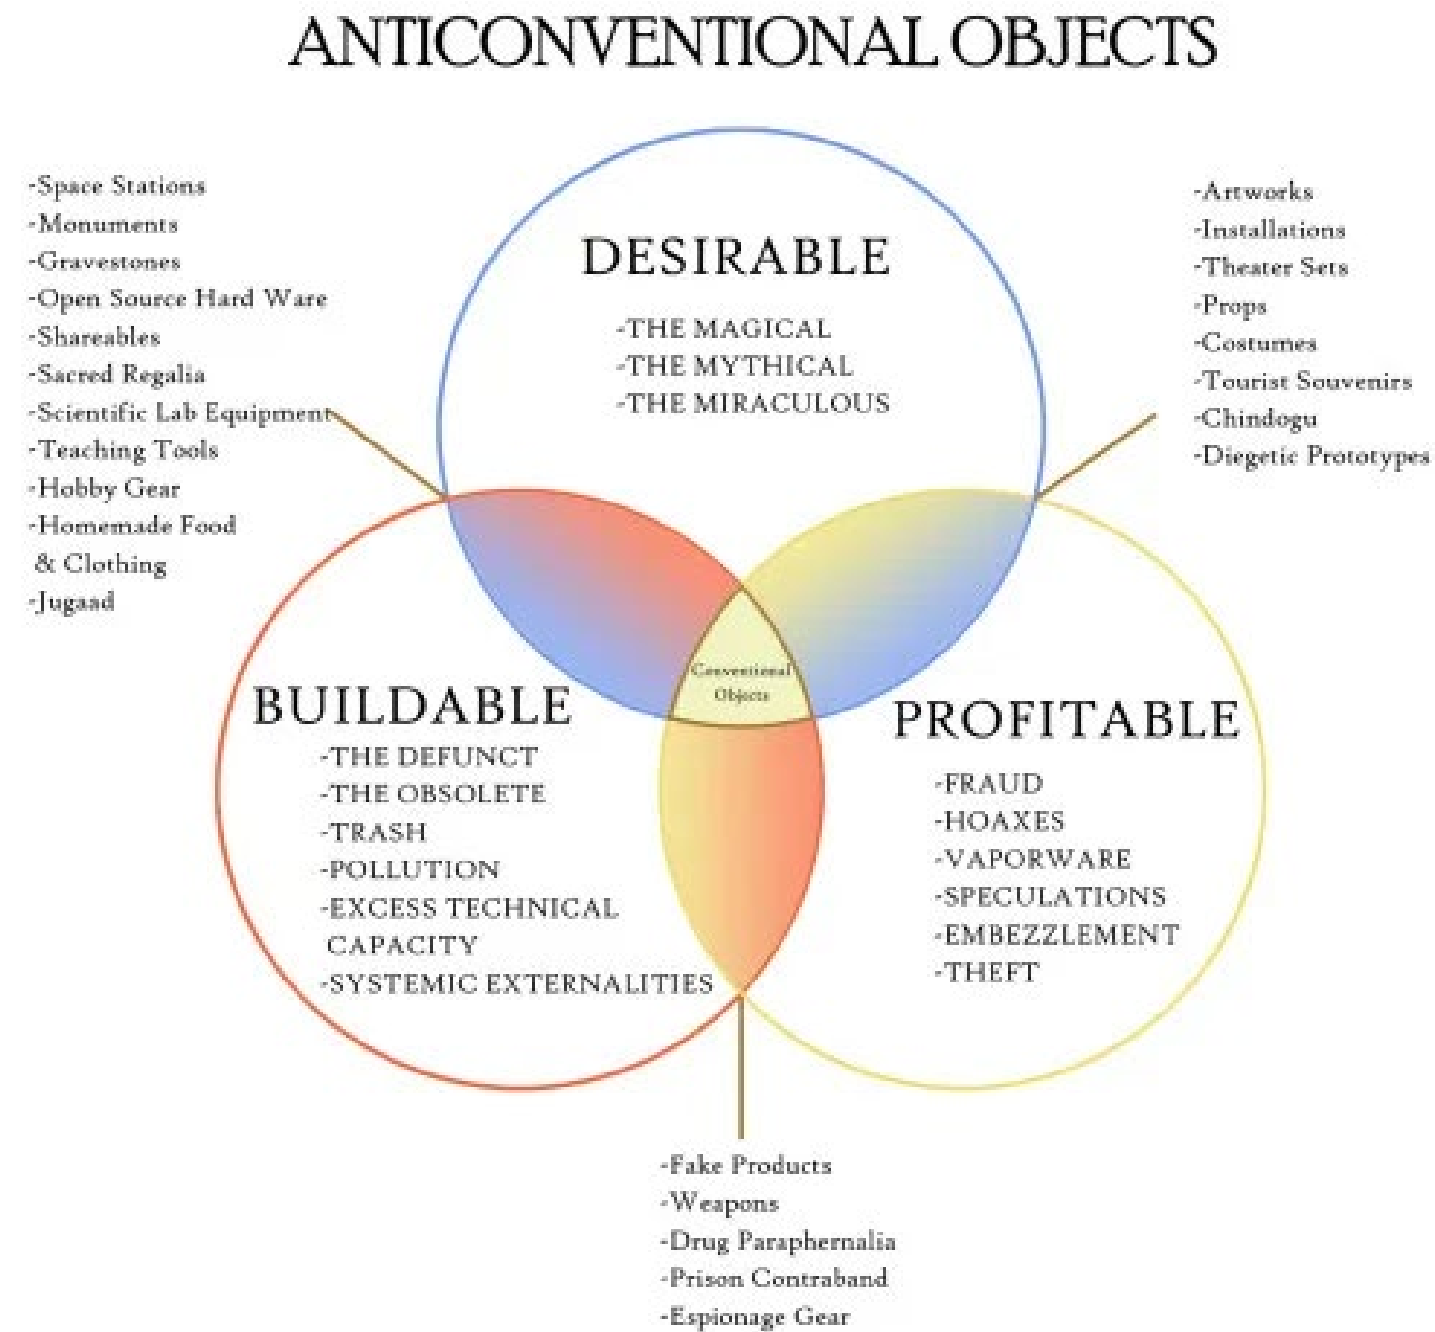 ANTICONVENTIONAL OBJECTS
-Space Stations
-Monuments
-Gravestones
-Open Source Hard Ware
-Shareables
-Sacred Regalia
-Scientific Lab Equipment
-Teaching Tools
-Hobby Gear
-Homemade Food
& Clothing
-Jugaad
DESIRABLE
-THE MAGICAL
-THE MYTHICAL
-THE MIRACULOUS
-Artworks
-Installations
-Theater Sets
-Props
-Costumes
-Tourist Souvenirs
-Chindogu
-Diegetic Prototypes
Conventional
Objects
BUILDABLE
-THE DEFUNCT
-THE OBSOLETE
-TRASH
-POLLUTION
-EXCESS TECHNICAL
CAPACITY
-SYSTEMIC EXTERNALITIES
PROFITABLE
-FRAUD
-HOAXES
-VAPORWARE
-SPECULATIONS
-EMBEZZLEMENT
-THEFT
-Fake Products
-Weapons
-Drug Paraphernalia
-Prison Contraband
-Espionage Gear